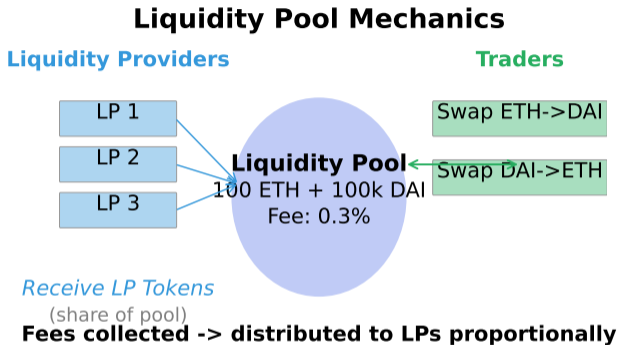 Liquidity Pool Mechanics
Liquidity Providers
Traders
LP 1
LP 2
LP 3
Liquidity Pool
100 ETH + 100k DAI
Fee: 0.3%
Swap ETH->DAI
Swap DAI->ETH
Receive LP Tokens
(share of pool)
Fees collected -> distributed to LPs proportionally